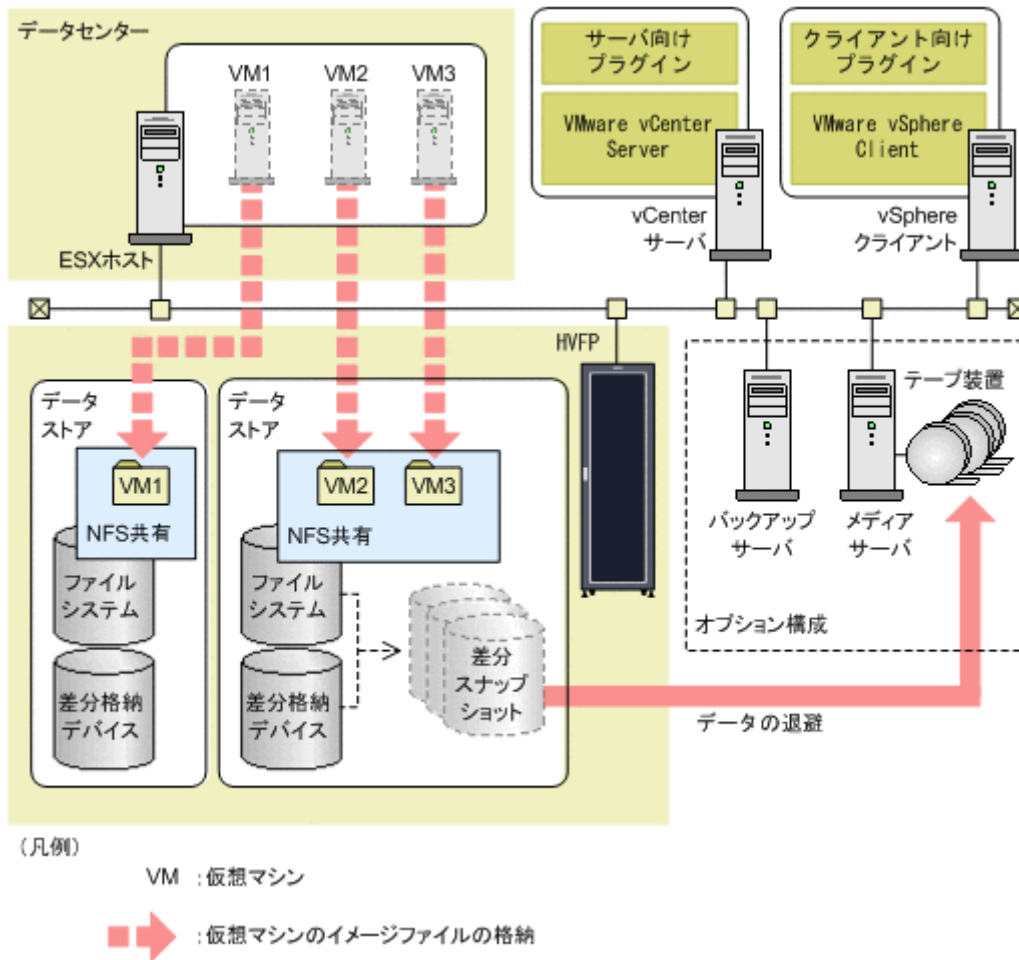 データセンター
VM1
VM2
VM3
ESXホスト
サーバ向け
プラグイン
VMware vCenter
Server
vCenter
サーバ
クライアント向け
プラグイン
VMware vSphere
Client
vSphere
クライアント
HVFP
データ
ストア
VM1
NFS共有
ファイル
システム
差分格納
デバイス
データ
ストア
VM2
VM3
NFS共有
ファイル
システム
差分格納
デバイス
差分
スナップ
ショット
テープ装置
バックアップ
サーバ
メディア
サーバ
オプション構成
データの退避
(凡例)
VM :仮想マシン
:仮想マシンのイメージファイルの格納